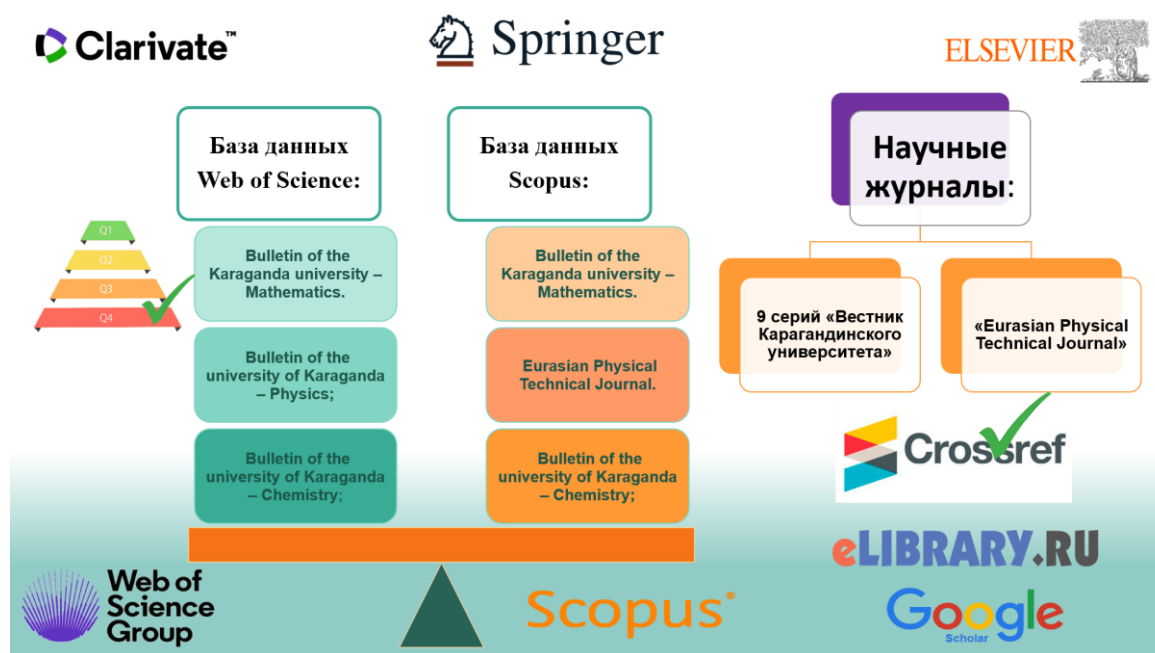 Clarivate™
Springer
ELSEVIER
База данных
Web of Science:
База данных
Scopus:
Научные
журналы:
Q1
Q2
Q3
Q4
Bulletin of the
Karaganda university –
Mathematics.
Bulletin of the
university of Karaganda
– Physics;
Bulletin of the
university of Karaganda
– Chemistry;
Bulletin of the
Karaganda university –
Mathematics.
Eurasian Physical
Technical Journal.
Bulletin of the
university of Karaganda
– Chemistry;
9 серий «Вестник
Карагандинского
университета»
«Eurasian Physical
Technical Journal»
Crossref
eLIBRARY.RU
Google
Scholar
Web of
Science
Group
Scopus®